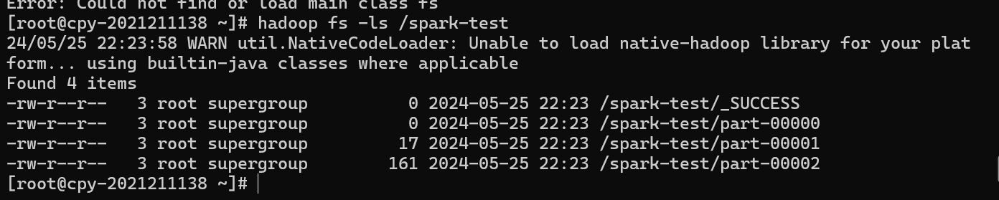 Error: Could not find or load main class fs
[root@cpy-2021211138 ~]# hadoop fs -ls /spark-test
24/05/25 22:23:58 WARN util.NativeCodeLoader: Unable to load native-hadoop library for your plat
form... using builtin-java classes where applicable
Found 4 items
-rw-r--r--   3 root supergroup          0 2024-05-25 22:23 /spark-test/_SUCCESS
-rw-r--r--   3 root supergroup          0 2024-05-25 22:23 /spark-test/part-00000
-rw-r--r--   3 root supergroup         17 2024-05-25 22:23 /spark-test/part-00001
-rw-r--r--   3 root supergroup        161 2024-05-25 22:23 /spark-test/part-00002
[root@cpy-2021211138 ~]#